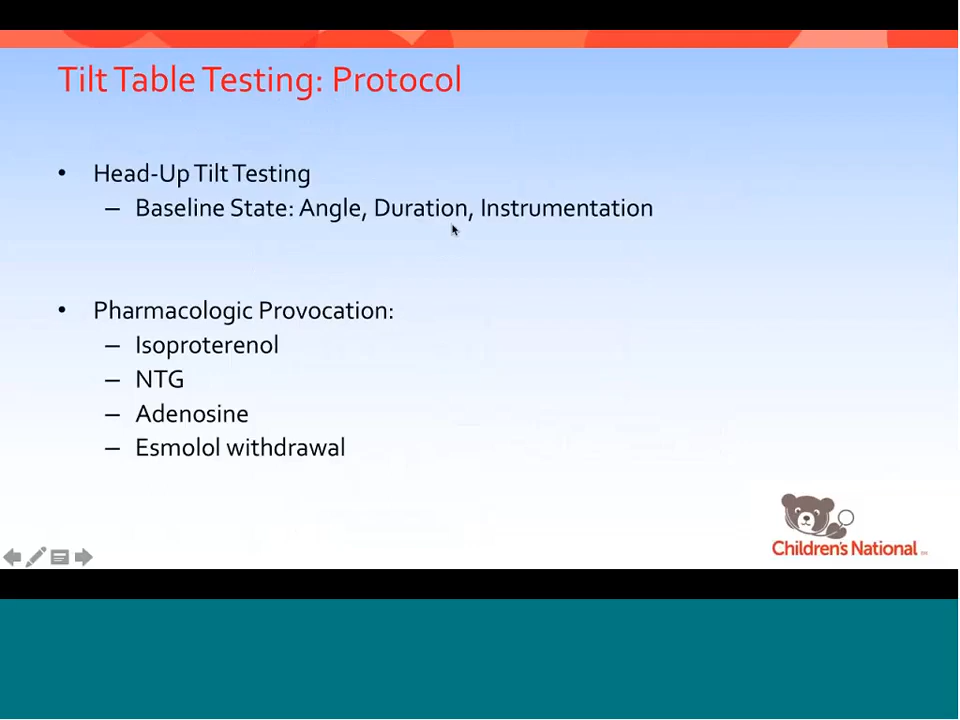 Tilt Table Testing: Protocol
• Head-Up Tilt Testing
– Baseline State: Angle, Duration, Instrumentation
• Pharmacologic Provocation:
– Isoproterenol
– NTG
– Adenosine
– Esmolol withdrawal
Children's National